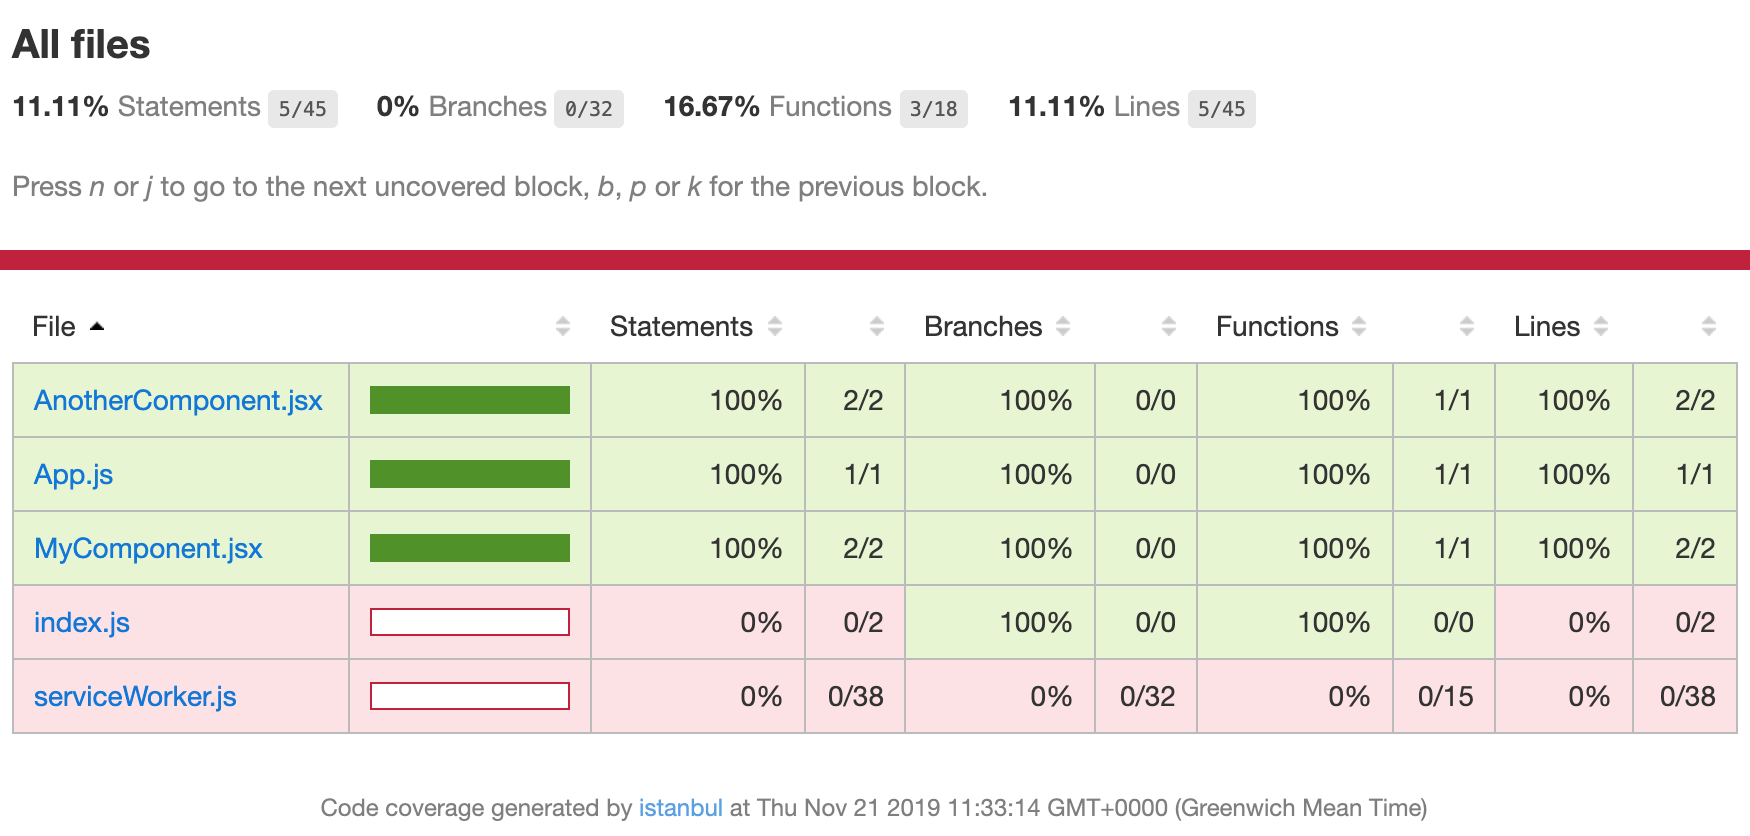 All files
11.11% Statements 5/45 0% Branches 0/32 16.67% Functions 3/18 11.11% Lines 5/45
Press n or j to go to the next uncovered block, b, p or k for the previous block.
File Statements Branches Functions Lines
AnotherComponent.jsx 100% 2/2 100% 0/0 100% 1/1 100% 2/2
App.js 100% 1/1 100% 0/0 100% 1/1 100% 1/1
MyComponent.jsx 100% 2/2 100% 0/0 100% 1/1 100% 2/2
index.js 0% 0/2 100% 0/0 100% 0/0 0% 0/2
serviceWorker.js 0% 0/38 0% 0/32 0% 0/15 0% 0/38
Code coverage generated by istanbul at Thu Nov 21 2019 11:33:14 GMT+0000 (Greenwich Mean Time)